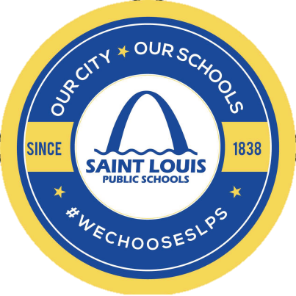 OUR CITY ★ OUR SCHOOLS
SINCE 1838
SAINT LOUIS
PUBLIC SCHOOLS
#WECHOOSESLPS